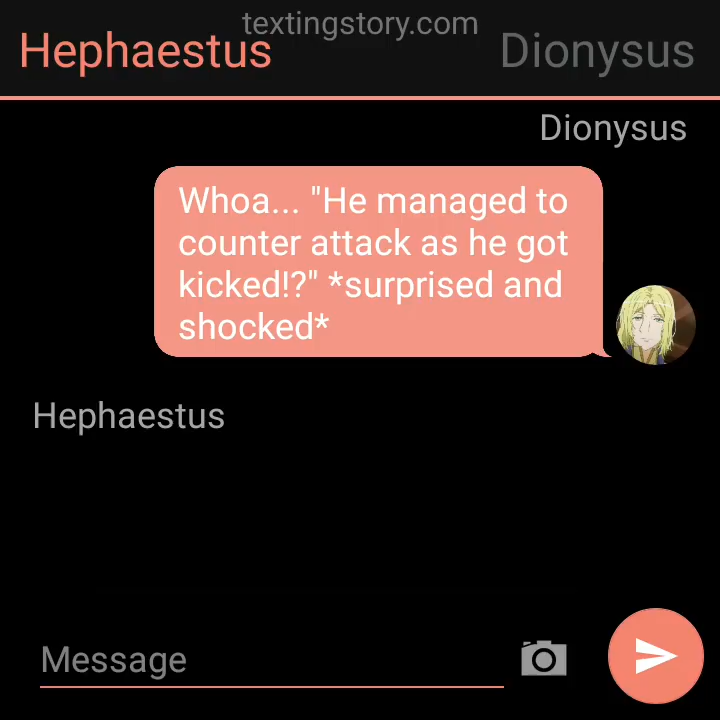 textingstory.com
Hephaestus
Dionysus
Dionysus
Whoa... "He managed to
counter attack as he got
kicked!?" *surprised and
shocked*
Hephaestus
Message